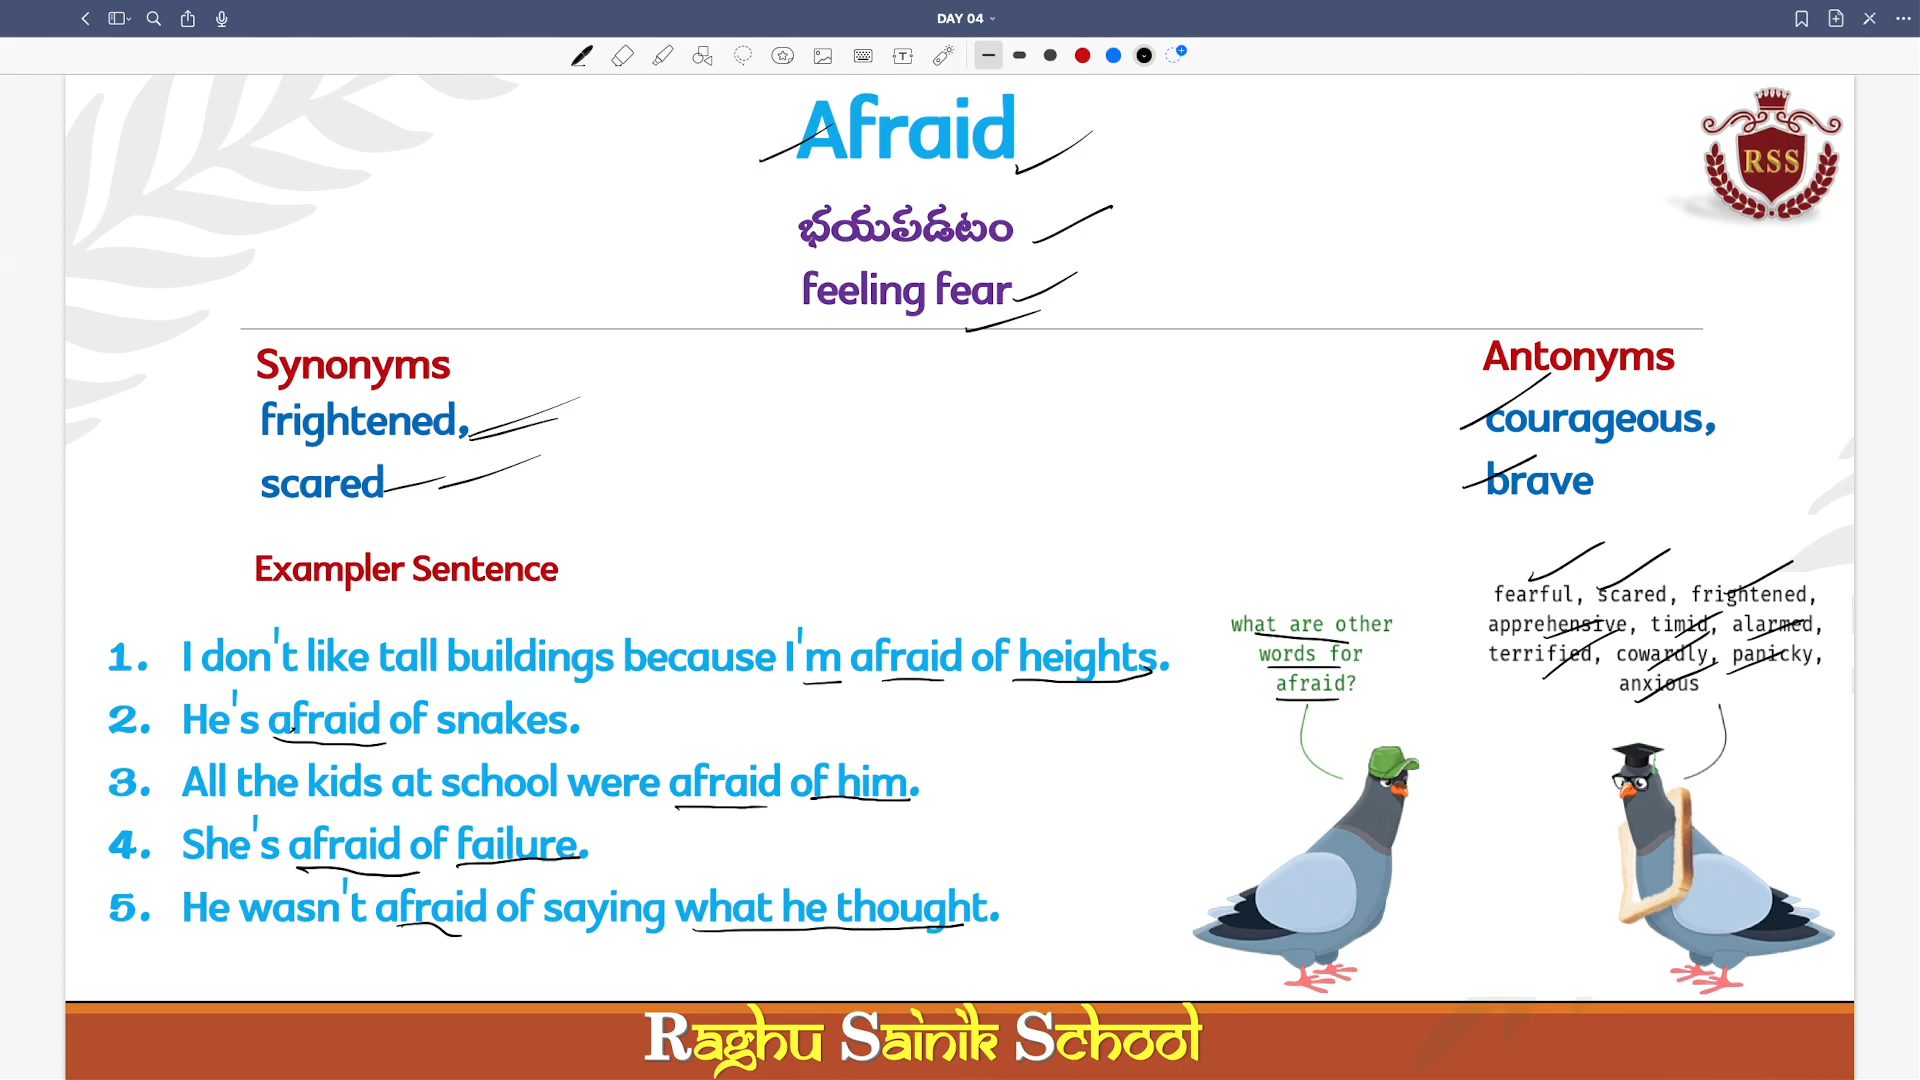 DAY 04
Afraid
RSS
భయపడటం
feeling fear
Synonyms
frightened,
scared
Antonyms
courageous,
brave
Exampler Sentence
1. I don't like tall buildings because I'm afraid of heights.
2. He's afraid of snakes.
3. All the kids at school were afraid of him.
4. She's afraid of failure.
5. He wasn't afraid of saying what he thought.
what are other
words for
afraid?
fearful, scared, frightened,
apprehensive, timid, alarmed,
terrified, cowardly, panicky,
anxious
Raghu Sainik School